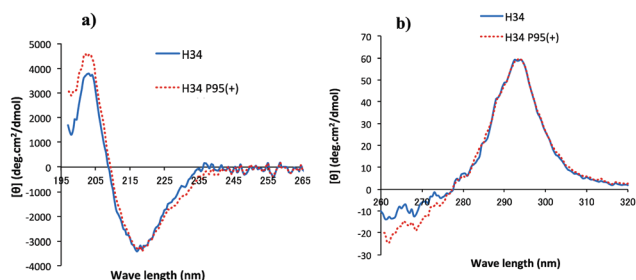 a)
H34
H34 P95(+)
[θ] (deg.cm²/dmol)
5000
4000
3000
2000
1000
0
-1000
-2000
-3000
-4000
195 205 215 225 235 245 255 265
Wave length (nm)
b)
H34
H34 P95(+)
[θ] (deg.cm²/dmol)
70
60
50
40
30
20
10
0
-10
-20
-30
260 270 280 290 300 310 320
Wave length (nm)